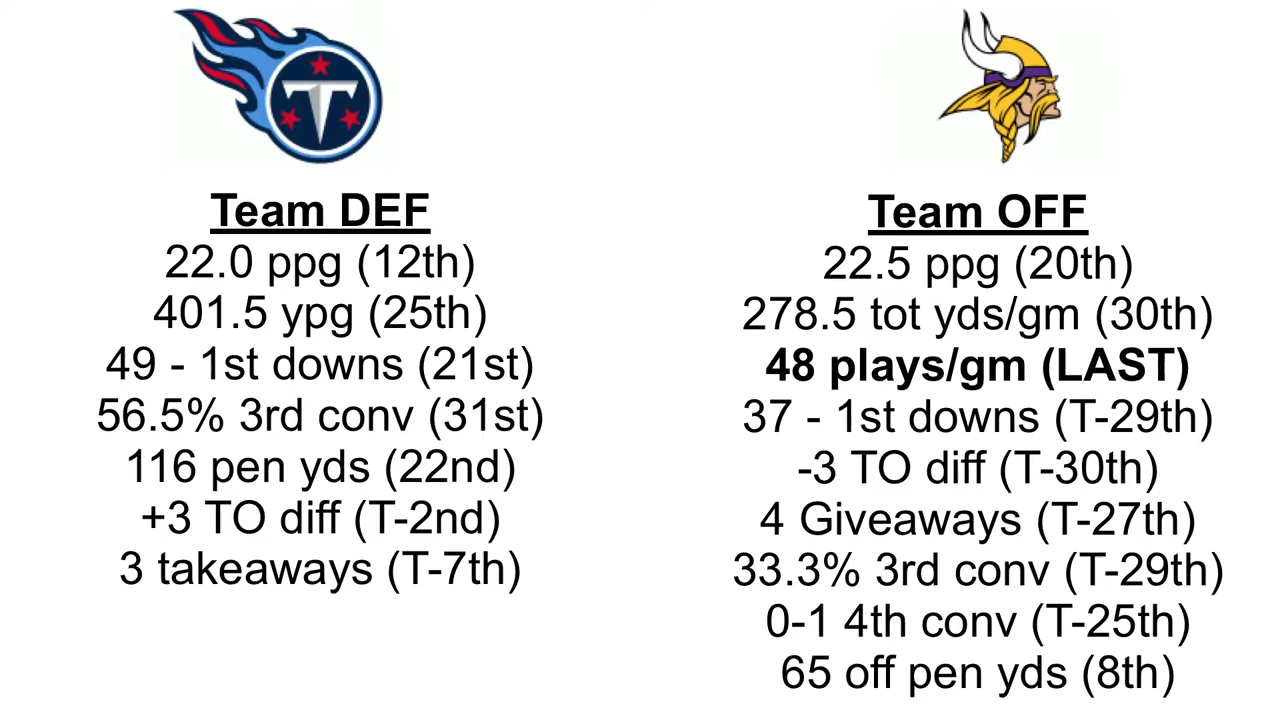 Team DEF
22.0 ppg (12th)
401.5 ypg (25th)
49 - 1st downs (21st)
56.5% 3rd conv (31st)
116 pen yds (22nd)
+3 TO diff (T-2nd)
3 takeaways (T-7th)
Team OFF
22.5 ppg (20th)
278.5 tot yds/gm (30th)
48 plays/gm (LAST)
37 - 1st downs (T-29th)
-3 TO diff (T-30th)
4 Giveaways (T-27th)
33.3% 3rd conv (T-29th)
0-1 4th conv (T-25th)
65 off pen yds (8th)